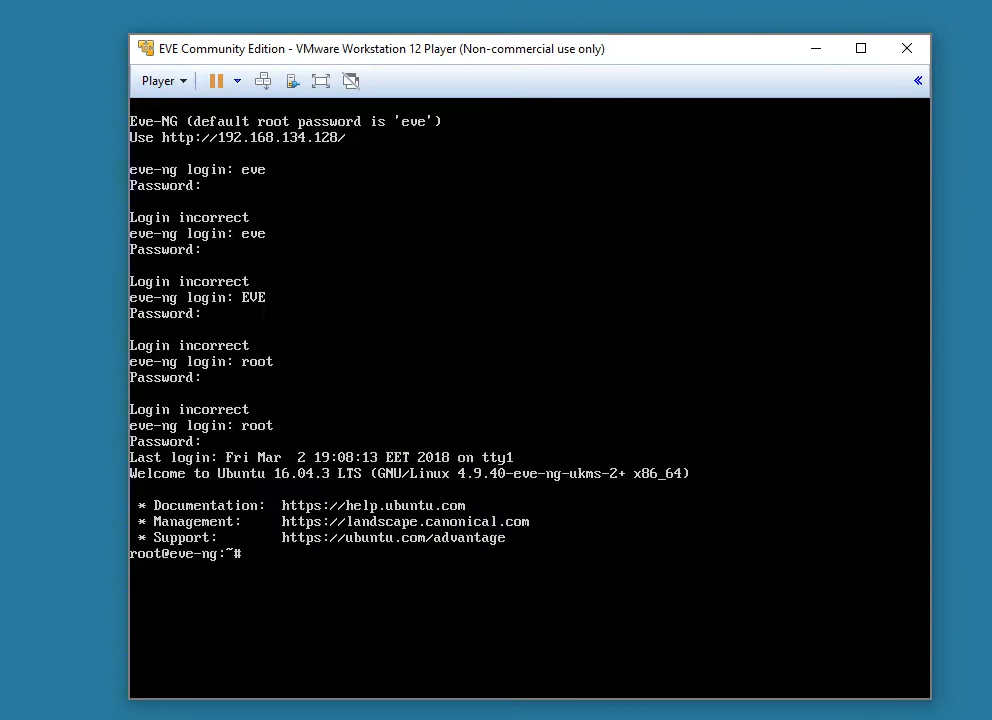 EVE Community Edition - VMware Workstation 12 Player (Non-commercial use only)
Player
Eve-NG (default root password is 'eve')
Use http://192.168.134.128/
eve-ng login: eve
Password:
Login incorrect
eve-ng login: eve
Password:
Login incorrect
eve-ng login: EVE
Password:
Login incorrect
eve-ng login: root
Password:
Login incorrect
eve-ng login: root
Password:
Last login: Fri Mar  2 19:08:13 EET 2018 on tty1
Welcome to Ubuntu 16.04.3 LTS (GNU/Linux 4.9.40-eve-ng-ukms-2+ x86_64)
* Documentation:  https://help.ubuntu.com
* Management:     https://landscape.canonical.com
* Support:        https://ubuntu.com/advantage
root@eve-ng:~#